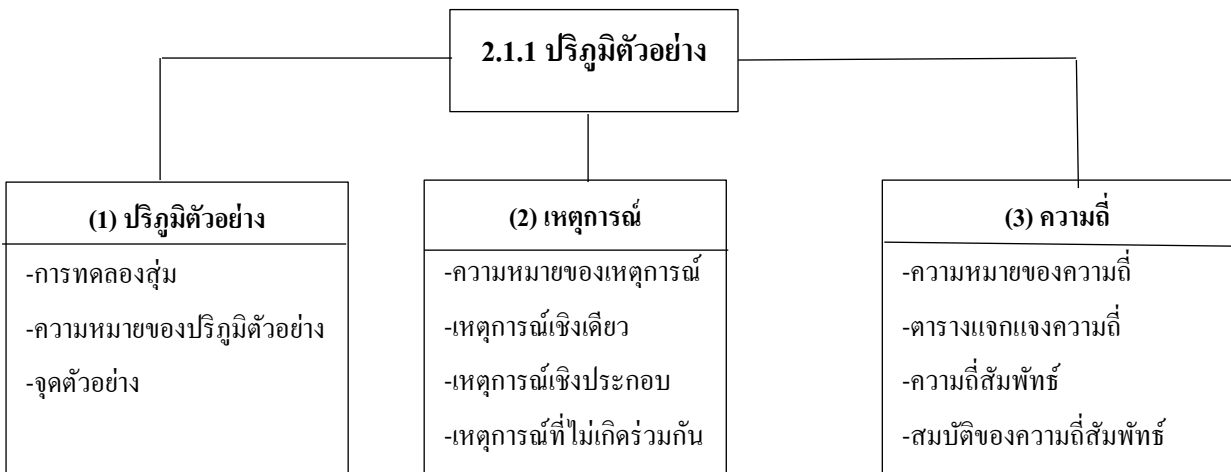 2.1.1 ปริภูมิตัวอย่าง
(1) ปริภูมิตัวอย่าง
-การทดลองสุ่ม
-ความหมายของปริภูมิตัวอย่าง
-จุดตัวอย่าง
(2) เหตุการณ์
-ความหมายของเหตุการณ์
-เหตุการณ์เชิงเดียว
-เหตุการณ์เชิงประกอบ
-เหตุการณ์ที่ไม่เกิดร่วมกัน
(3) ความถี่
-ความหมายของความถี่
-ตารางแจกแจงความถี่
-ความถี่สัมพัทธ์
-สมบัติของความถี่สัมพัทธ์